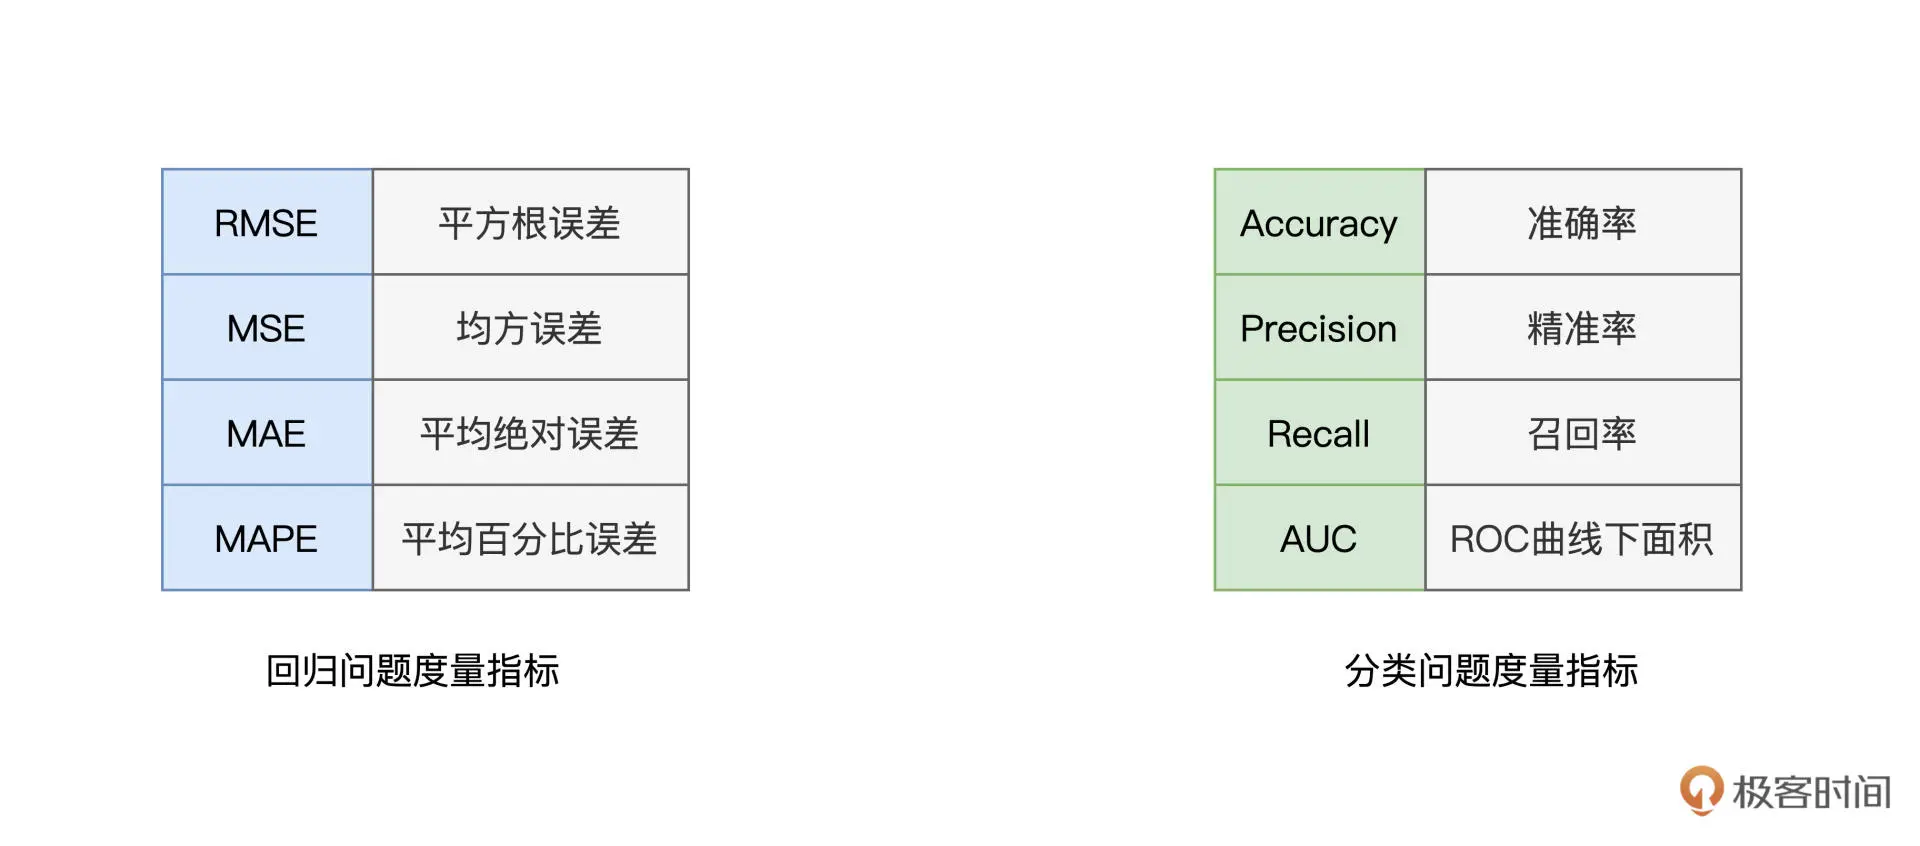 RMSE 平方根误差
MSE 均方误差
MAE 平均绝对误差
MAPE 平均百分比误差
回归问题度量指标
Accuracy 准确率
Precision 精准率
Recall 召回率
AUC ROC曲线下面积
分类问题度量指标
极客时间